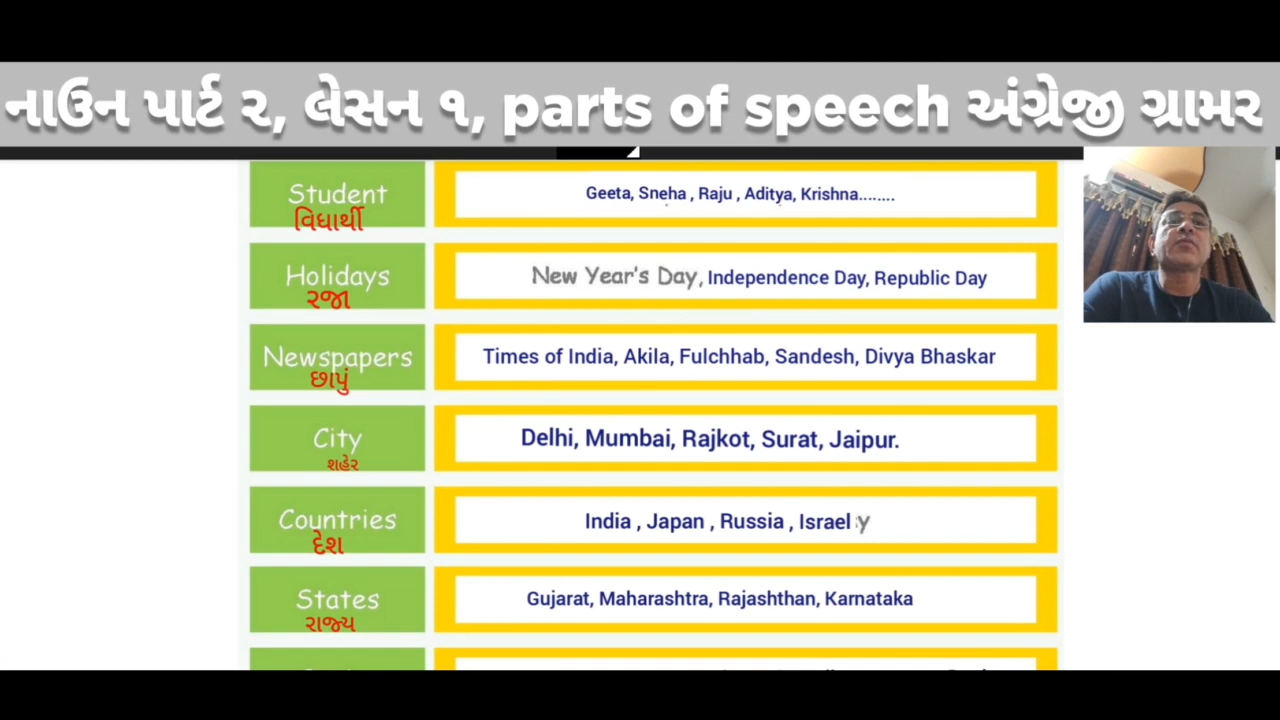 નાઉન પાર્ટ ૨, લેસન ૧, parts of speech અંગ્રેજી ગ્રામર
Student
વિધાર્થી
Geeta, Sneha , Raju , Aditya, Krishna........
Holidays
રજા
New Year's Day, Independence Day, Republic Day
Newspapers
છાપું
Times of India, Akila, Fulchhab, Sandesh, Divya Bhaskar
City
શહેર
Delhi, Mumbai, Rajkot, Surat, Jaipur.
Countries
દેશ
India , Japan , Russia , Israel y
States
રાજ્ય
Gujarat, Maharashtra, Rajashthan, Karnataka